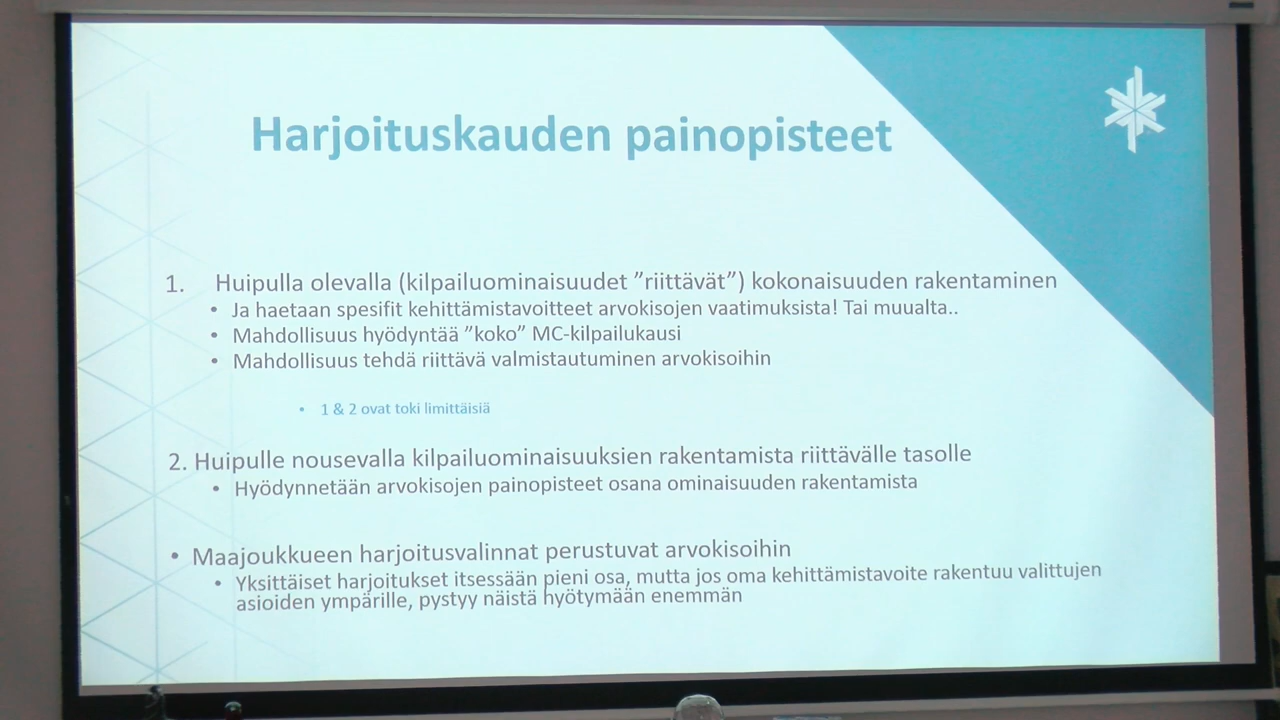 Harjoituskauden painopisteet
1. Huipulla olevalla (kilpailuominaisuudet ”riittävät”) kokonaisuuden rakentaminen
• Ja haetaan spesifit kehittämistavoitteet arvokisojen vaatimuksista! Tai muualta..
• Mahdollisuus hyödyntää ”koko” MC-kilpailukausi
• Mahdollisuus tehdä riittävä valmistautuminen arvokisoihin
• 1 & 2 ovat toki limittäisiä
2. Huipulle nousevalla kilpailuominaisuuksien rakentamista riittävälle tasolle
• Hyödynnetään arvokisojen painopisteet osana ominaisuuden rakentamista
• Maajoukkueen harjoitusvalinnat perustuvat arvokisoihin
• Yksittäiset harjoitukset itsessään pieni osa, mutta jos oma kehittämistavoite rakentuu valittujen
asioiden ympärille, pystyy näistä hyötymään enemmän